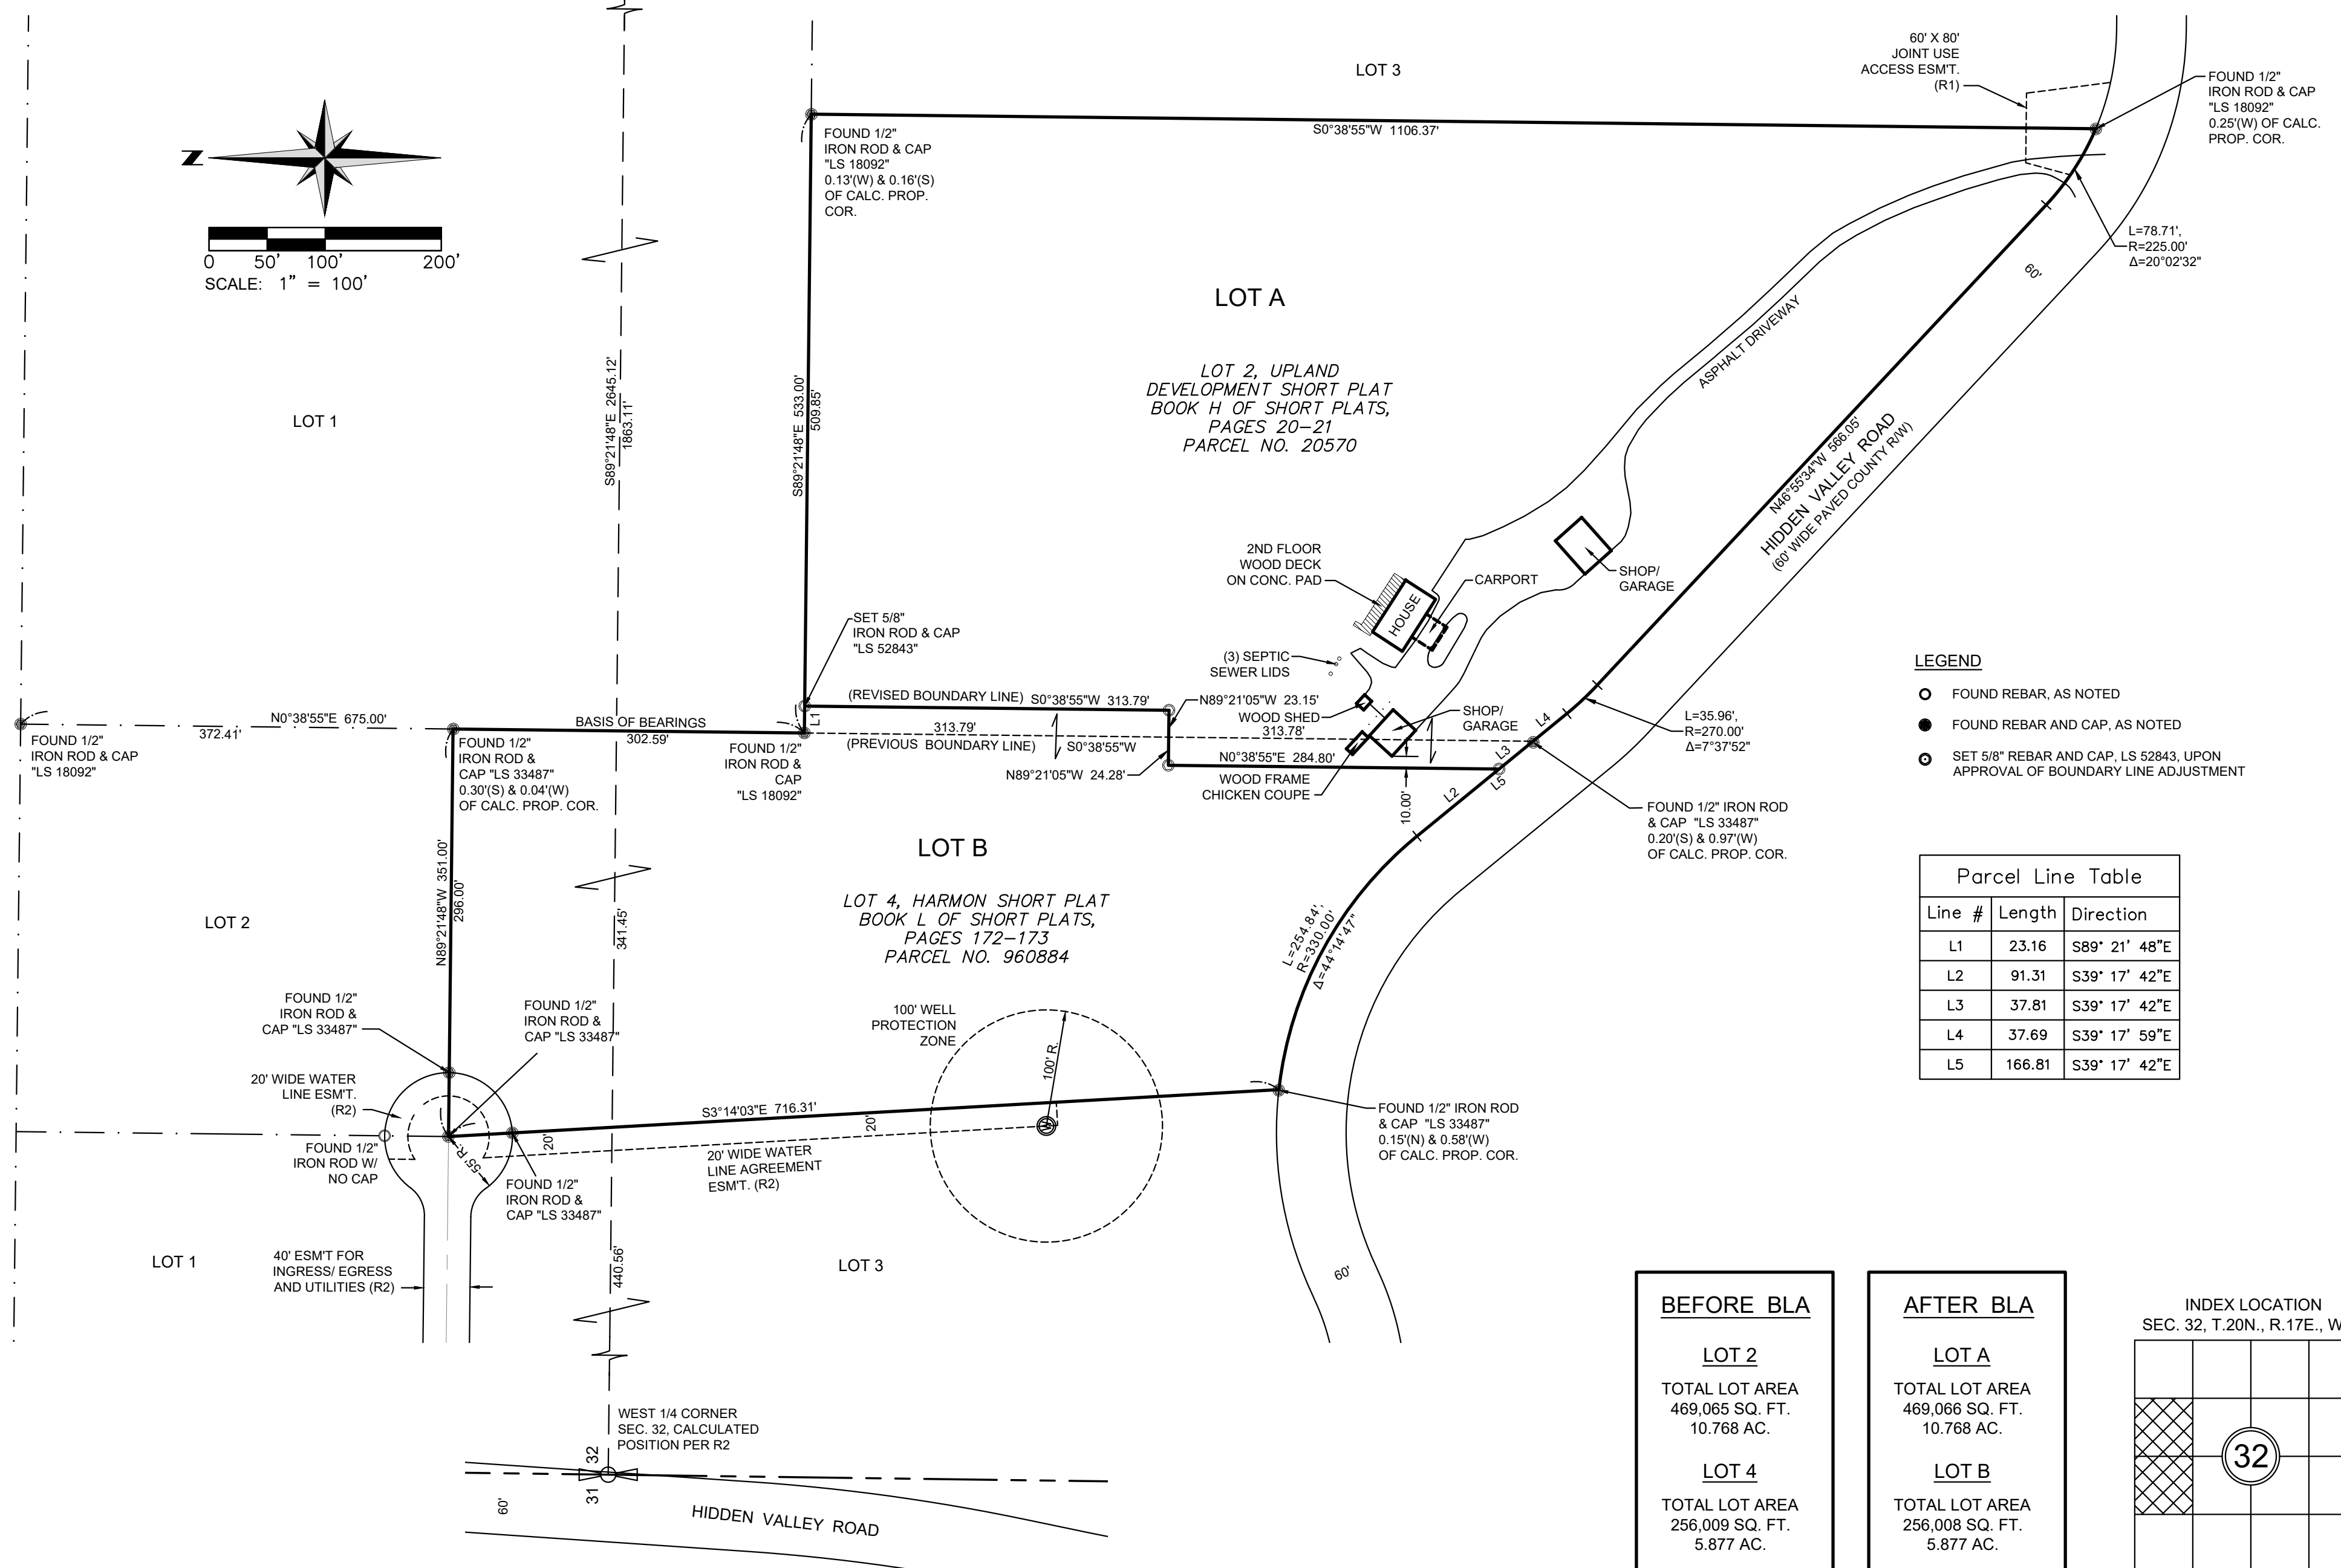 LOT 3
60' X 80'
JOINT USE
ACCESS ESM'T.
(R1)
FOUND 1/2"
IRON ROD & CAP
"LS 18092"
0.25'(W) OF CALC.
PROP. COR.
S0°38'55"W 1106.37'
FOUND 1/2"
IRON ROD & CAP
"LS 18092"
0.13'(W) & 0.16'(S)
OF CALC. PROP.
COR.
N
0 50' 100' 200'
SCALE: 1" = 100'
L=78.71',
R=225.00'
Δ=20°02'32"
60'
LOT A
LOT 2, UPLAND
DEVELOPMENT SHORT PLAT
BOOK H OF SHORT PLATS,
PAGES 20-21
PARCEL NO. 20570
ASPHALT DRIVEWAY
LOT 1
S89°21'48"E 2645.12'
1863.11'
S89°21'48"E 533.00'
509.85'
N46°55'34"W 566.05'
HIDDEN VALLEY ROAD
(60' WIDE PAVED COUNTY R/W)
2ND FLOOR
WOOD DECK
ON CONC. PAD
HOUSE
CARPORT
SHOP/
GARAGE
SET 5/8"
IRON ROD & CAP
"LS 52843"
(3) SEPTIC
SEWER LIDS
LEGEND
FOUND REBAR, AS NOTED
FOUND REBAR AND CAP, AS NOTED
SET 5/8" REBAR AND CAP, LS 52843, UPON
APPROVAL OF BOUNDARY LINE ADJUSTMENT
(REVISED BOUNDARY LINE) S0°38'55"W 313.79'
N89°21'05"W 23.15'
WOOD SHED
313.78'
SHOP/
GARAGE
L4
L=35.96',
R=270.00'
Δ=7°37'52"
N0°38'55"E 675.00'
372.41'
BASIS OF BEARINGS
302.59'
L1
313.79'
(PREVIOUS BOUNDARY LINE)
S0°38'55"W
FOUND 1/2"
IRON ROD & CAP
"LS 18092"
FOUND 1/2"
IRON ROD &
CAP "LS 33487"
0.30'(S) & 0.04'(W)
OF CALC. PROP. COR.
FOUND 1/2"
IRON ROD &
CAP
"LS 18092"
N89°21'05"W 24.28'
N0°38'55"E 284.80'
L3
WOOD FRAME
CHICKEN COUPE
10.00'
L2
L5
FOUND 1/2" IRON ROD
& CAP "LS 33487"
0.20'(S) & 0.97'(W)
OF CALC. PROP. COR.
LOT B
LOT 4, HARMON SHORT PLAT
BOOK L OF SHORT PLATS,
PAGES 172-173
PARCEL NO. 960884
N89°21'48"W 351.00'
296.00'
341.45'
LOT 2
L=254.84',
R=330.00'
Δ=44°14'47"
Parcel Line Table
Line # Length Direction
L1 23.16 S89° 21' 48"E
L2 91.31 S39° 17' 42"E
L3 37.81 S39° 17' 42"E
L4 37.69 S39° 17' 59"E
L5 166.81 S39° 17' 42"E
FOUND 1/2"
IRON ROD &
CAP "LS 33487"
FOUND 1/2"
IRON ROD &
CAP "LS 33487"
100' WELL
PROTECTION
ZONE
100' R.
20' WIDE WATER
LINE ESM'T.
(R2)
S3°14'03"E 716.31'
20'
20'
W
FOUND 1/2" IRON ROD
& CAP "LS 33487"
0.15'(N) & 0.58'(W)
OF CALC. PROP. COR.
FOUND 1/2"
IRON ROD W/
NO CAP
55' R.
20' WIDE WATER
LINE AGREEMENT
ESM'T. (R2)
FOUND 1/2"
IRON ROD &
CAP "LS 33487"
LOT 1
40' ESM'T FOR
INGRESS/ EGRESS
AND UTILITIES (R2)
440.56'
LOT 3
60'
WEST 1/4 CORNER
SEC. 32, CALCULATED
POSITION PER R2
31 32
60'
HIDDEN VALLEY ROAD
BEFORE BLA
LOT 2
TOTAL LOT AREA
469,065 SQ. FT.
10.768 AC.
LOT 4
TOTAL LOT AREA
256,009 SQ. FT.
5.877 AC.
AFTER BLA
LOT A
TOTAL LOT AREA
469,066 SQ. FT.
10.768 AC.
LOT B
TOTAL LOT AREA
256,008 SQ. FT.
5.877 AC.
INDEX LOCATION
SEC. 32, T.20N., R.17E., W
32